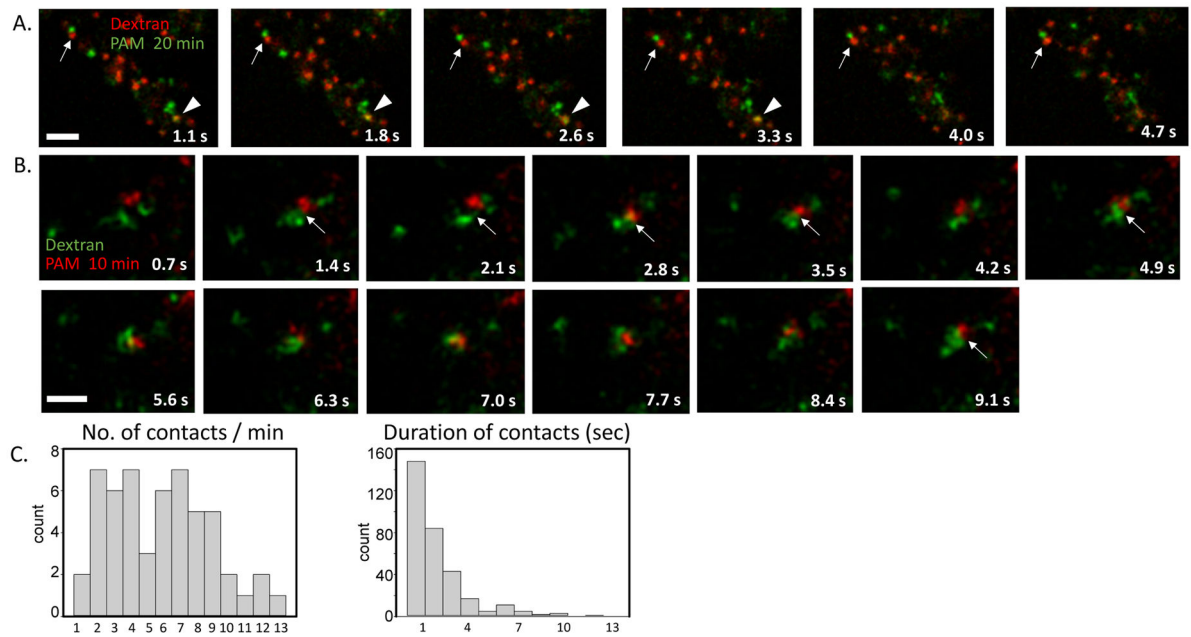 A.
Dextran
PAM 20 min
1.1 s
1.8 s
2.6 s
3.3 s
4.0 s
4.7 s
B.
Dextran
PAM 10 min
0.7 s
1.4 s
2.1 s
2.8 s
3.5 s
4.2 s
4.9 s
5.6 s
6.3 s
7.0 s
7.7 s
8.4 s
9.1 s
C.
No. of contacts / min
8
6
4
2
0
count
1 2 3 4 5 6 7 8 9 10 11 12 13
Duration of contacts (sec)
160
120
80
40
0
count
1 4 7 10 13